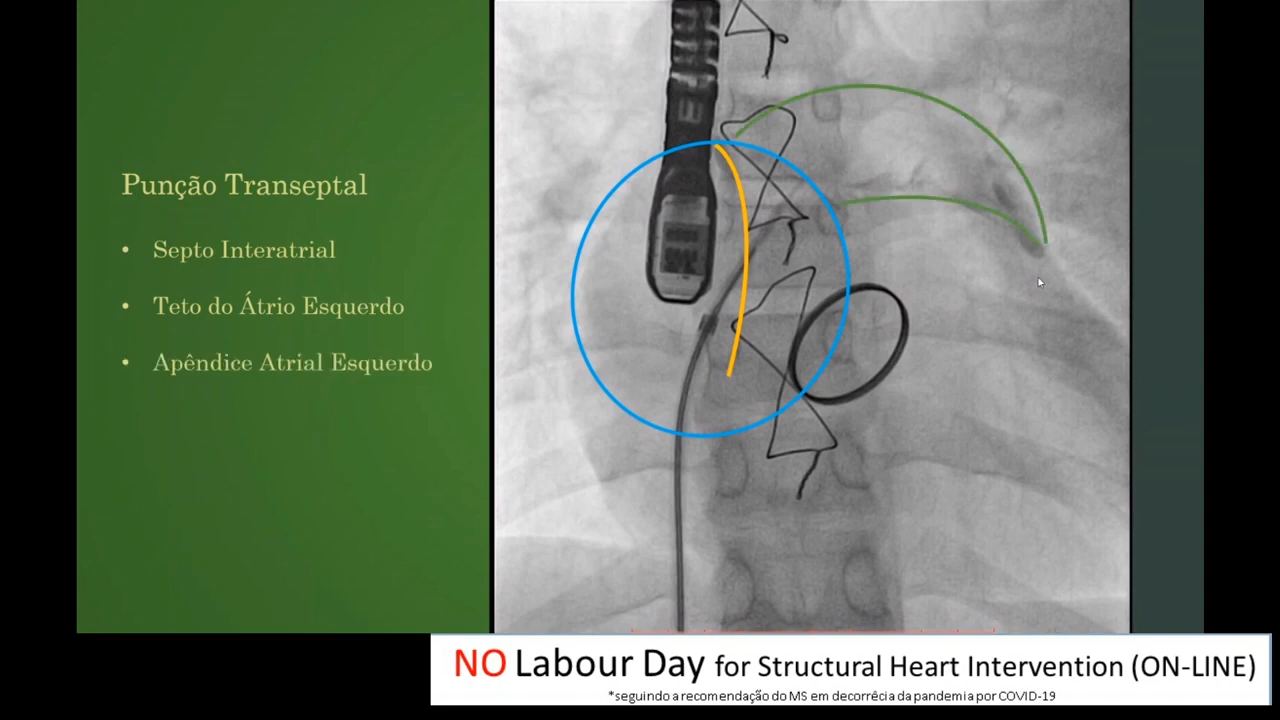 Punção Transeptal
• Septo Interatrial
• Teto do Átrio Esquerdo
• Apêndice Atrial Esquerdo
NO Labour Day for Structural Heart Intervention (ON-LINE)
*seguindo a recomendação do MS em decorrêcia da pandemia por COVID-19